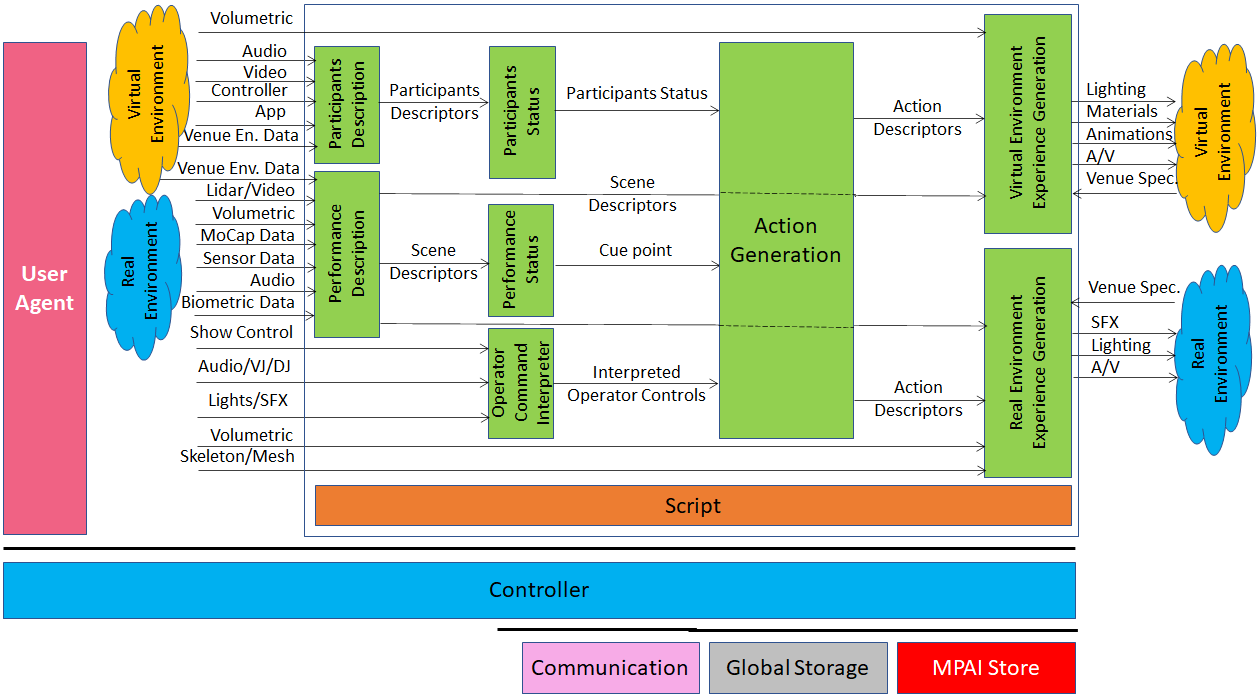 User
Agent
Virtual
Environment
Real
Environment
Volumetric
Audio
Video
Controller
App
Venue En. Data
Venue Env. Data
Lidar/Video
Volumetric
MoCap Data
Sensor Data
Audio
Biometric Data
Show Control
Audio/VJ/DJ
Lights/SFX
Volumetric
Skeleton/Mesh
Participants
Description
Participants
Descriptors
Participants
Status
Participants Status
Performance
Description
Scene
Descriptors
Scene
Descriptors
Performance
Status
Cue point
Operator
Command
Interpreter
Interpreted
Operator Controls
Action
Generation
Action
Descriptors
Action
Descriptors
Virtual Environment
Experience Generation
Real Environment
Experience Generation
Lighting
Materials
Animations
A/V
Venue Spec.
Virtual
Environment
Venue Spec.
SFX
Lighting
A/V
Real
Environment
Script
Controller
Communication
Global Storage
MPAI Store